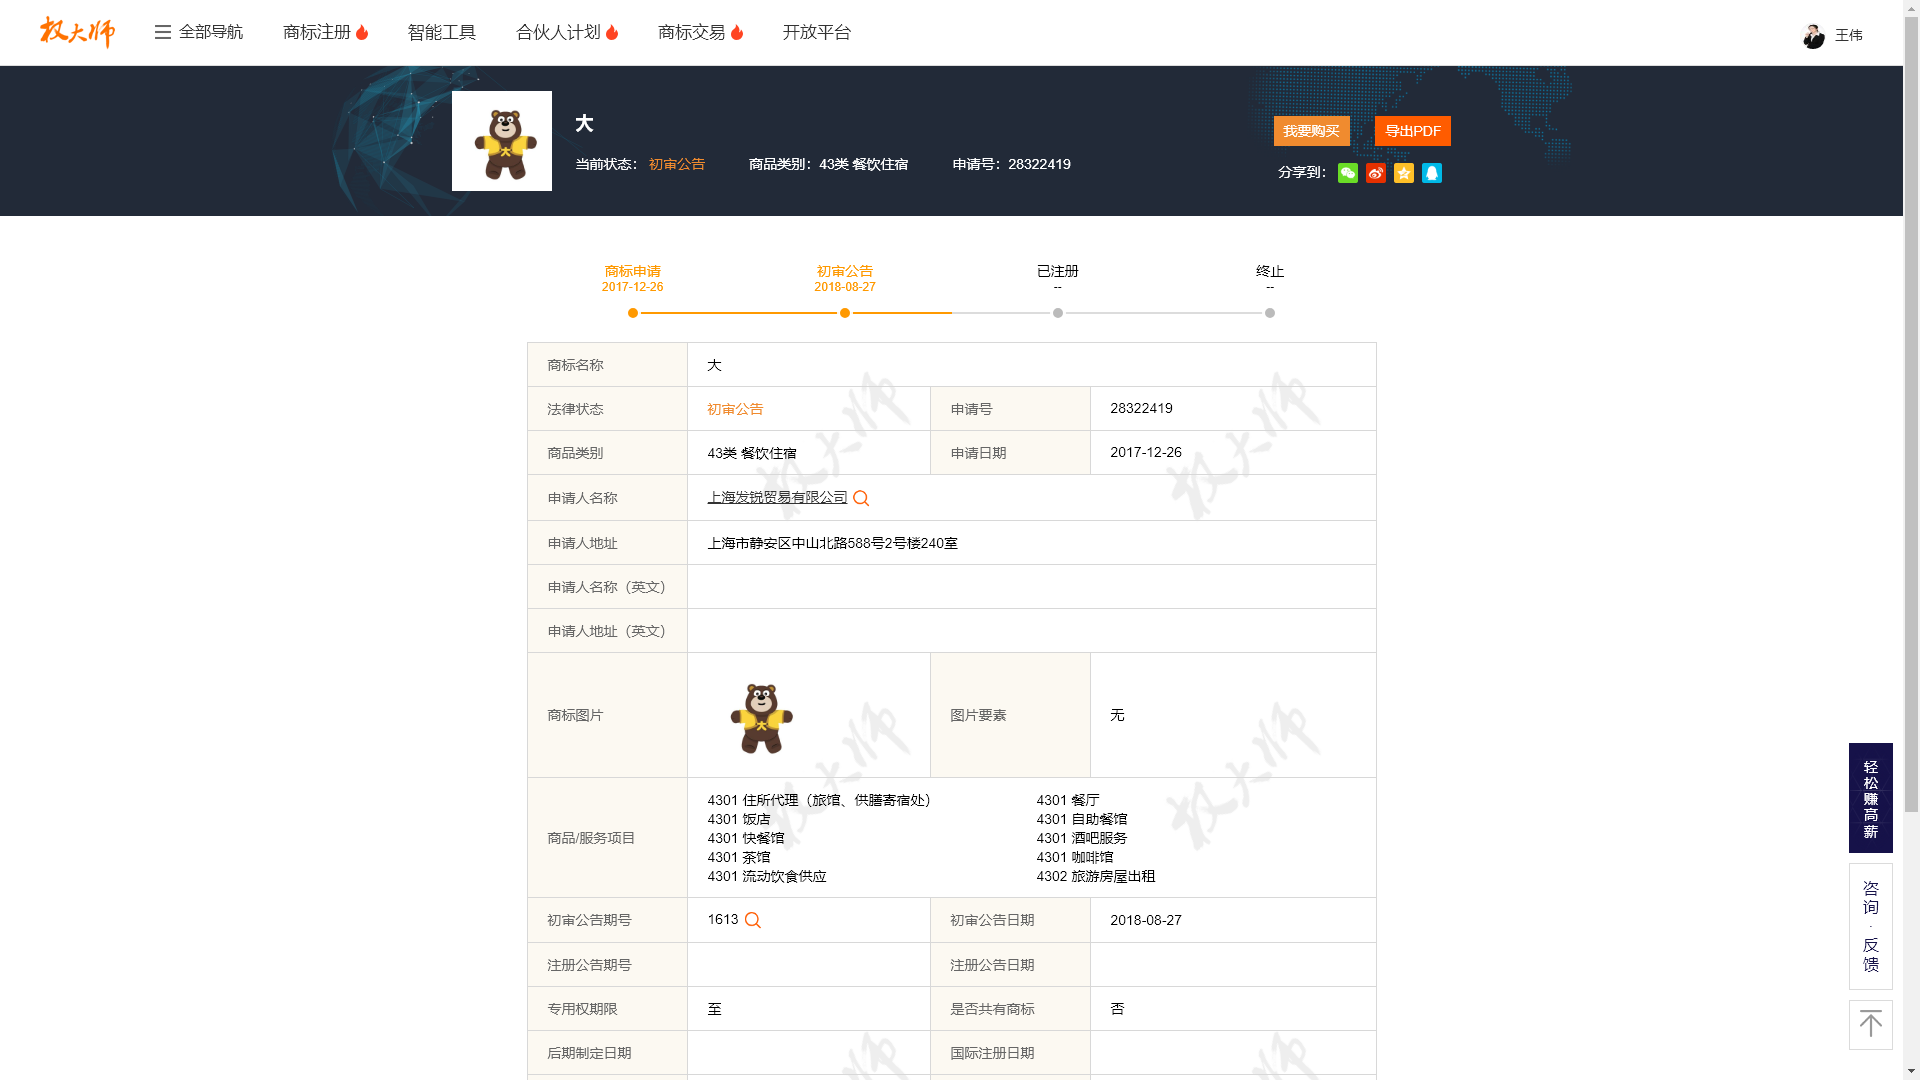 权大师
全部导航
商标注册
智能工具
合伙人计划
商标交易
开放平台
王伟
大
当前状态： 初审公告
商品类别：43类 餐饮住宿
申请号：28322419
我要购买
导出PDF
分享到：
商标申请
2017-12-26
初审公告
2018-08-27
已注册
--
终止
--
商标名称 大
法律状态 初审公告 申请号 28322419
商品类别 43类 餐饮住宿 申请日期 2017-12-26
申请人名称 上海发锐贸易有限公司
申请人地址 上海市静安区中山北路588号2号楼240室
申请人名称（英文）
申请人地址（英文）
商标图片 大 图片要素 无
商品/服务项目
4301 住所代理（旅馆、供膳寄宿处） 4301 餐厅
4301 饭店 4301 自助餐馆
4301 快餐馆 4301 酒吧服务
4301 茶馆 4301 咖啡馆
4301 流动饮食供应 4302 旅游房屋出租
初审公告期号 1613 初审公告日期 2018-08-27
注册公告期号 注册公告日期
专用权期限 至 是否共有商标 否
后期制定日期 国际注册日期
轻松赚高薪
咨询·反馈
权大师
权大师
权大师
权大师